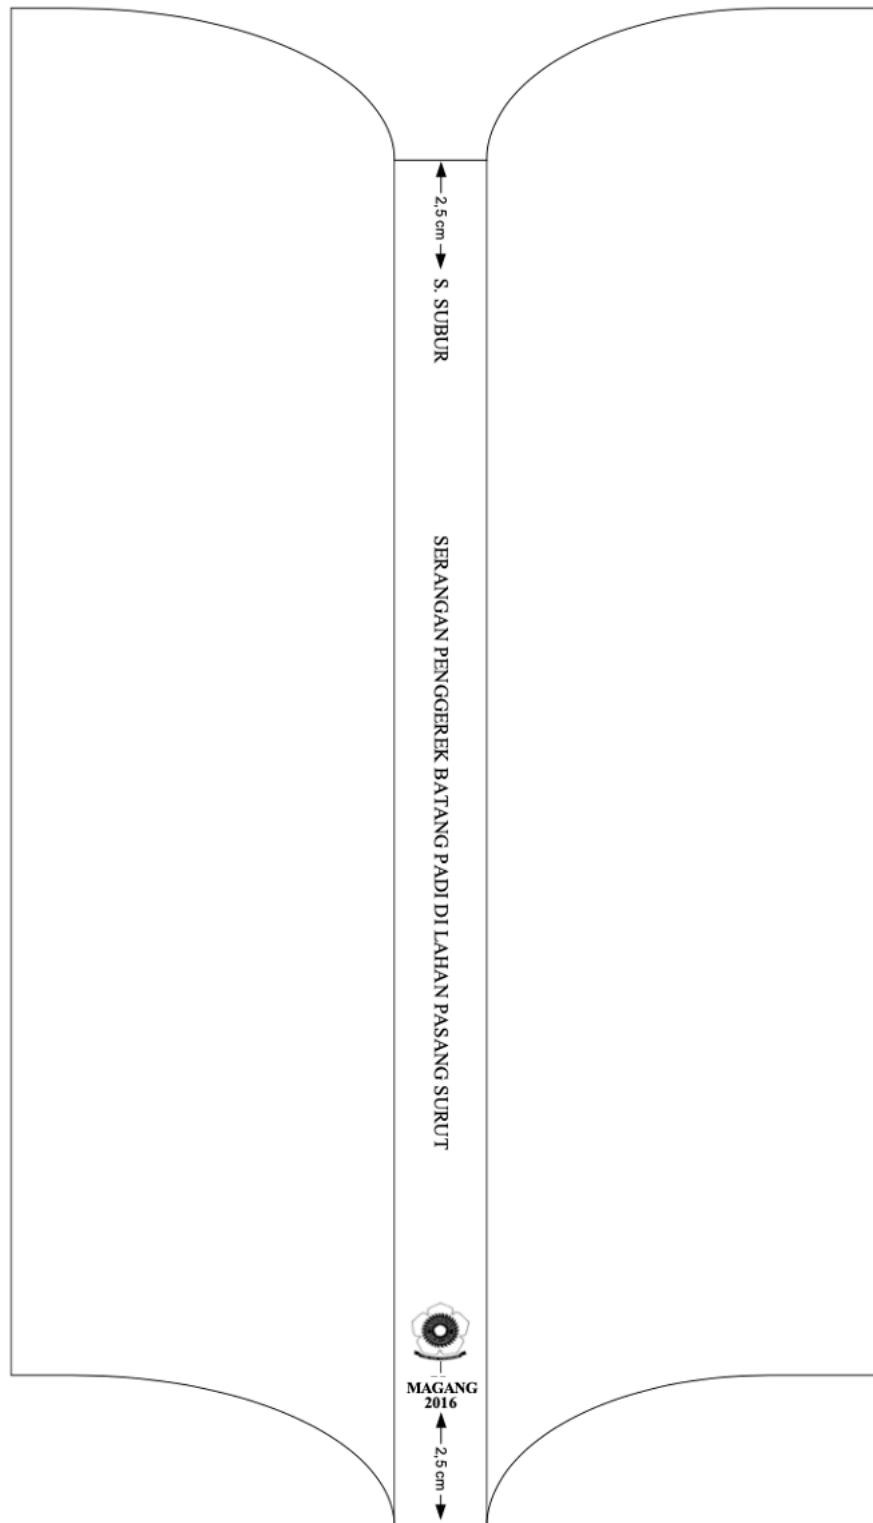 2,5 cm
S. SUBUR
SERANGAN PENGGEREK BATANG PADI DI LAHAN PASANG SURUT
MAGANG
2016
2,5 cm